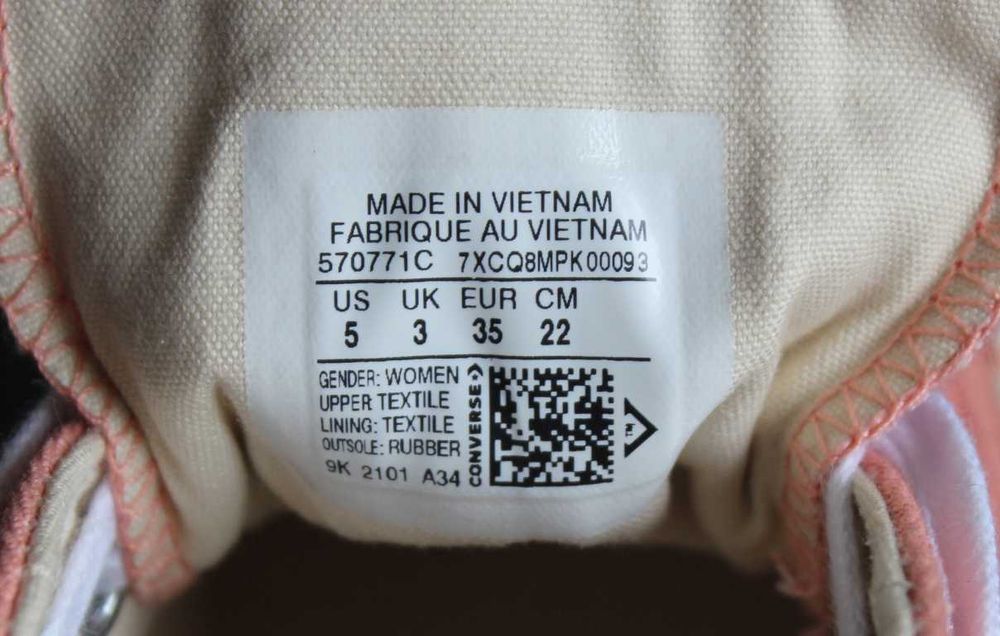 MADE IN VIETNAM
FABRIQUE AU VIETNAM
570771C 7XCQ8MPK00093
US UK EUR CM
5 3 35 22
GENDER: WOMEN
UPPER TEXTILE
LINING: TEXTILE
OUTSOLE: RUBBER
9K 2101 A34
CONVERSE
TM